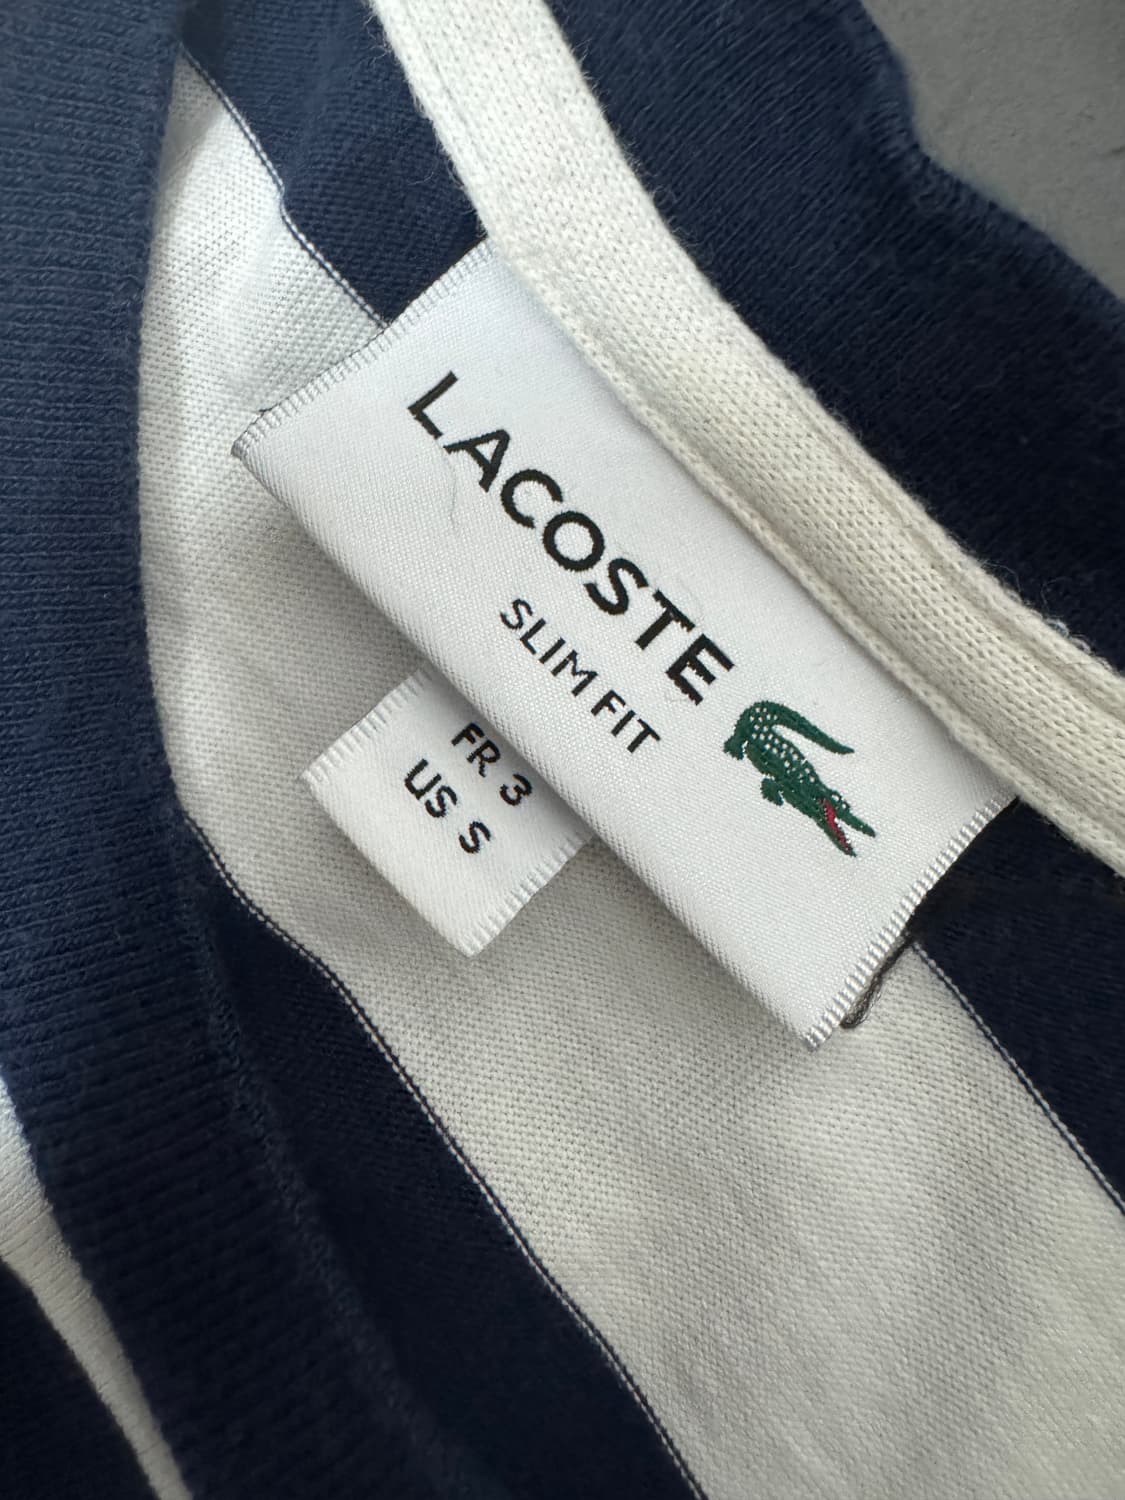 LACOSTE
SLIM FIT
FR 3
US S